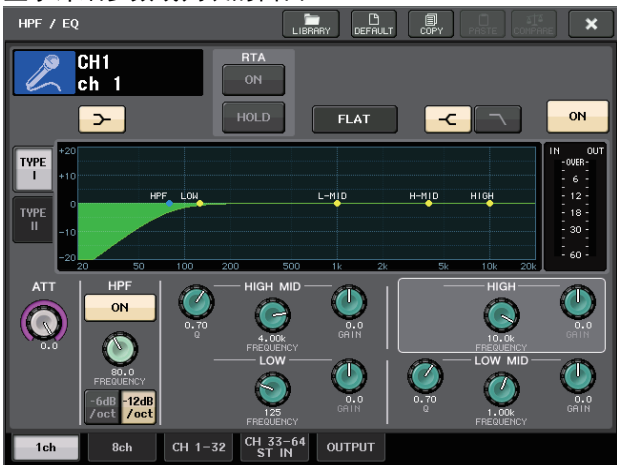 HPF / EQ
LIBRARY
DEFAULT
COPY
PASTE
COMPARE
CH1
ch 1
RTA
ON
HOLD
FLAT
ON
TYPE
I
TYPE
II
+20
+10
0
-10
-20
HPF
LOW
L-MID
H-MID
HIGH
20
50
100
200
500
1k
2k
5k
10k
20k
IN OUT
-OVER-
- 6 -
- 12 -
- 18 -
- 30 -
- 60 -
ATT
0.0
HPF
ON
80.0
FREQUENCY
-6dB
/oct
-12dB
/oct
HIGH MID
0.70
Q
4.00k
FREQUENCY
0.0
GAIN
HIGH
10.0k
FREQUENCY
0.0
GAIN
LOW
125
FREQUENCY
0.0
GAIN
LOW MID
0.70
Q
1.00k
FREQUENCY
0.0
GAIN
1ch
8ch
CH 1-32
CH 33-64
ST IN
OUTPUT